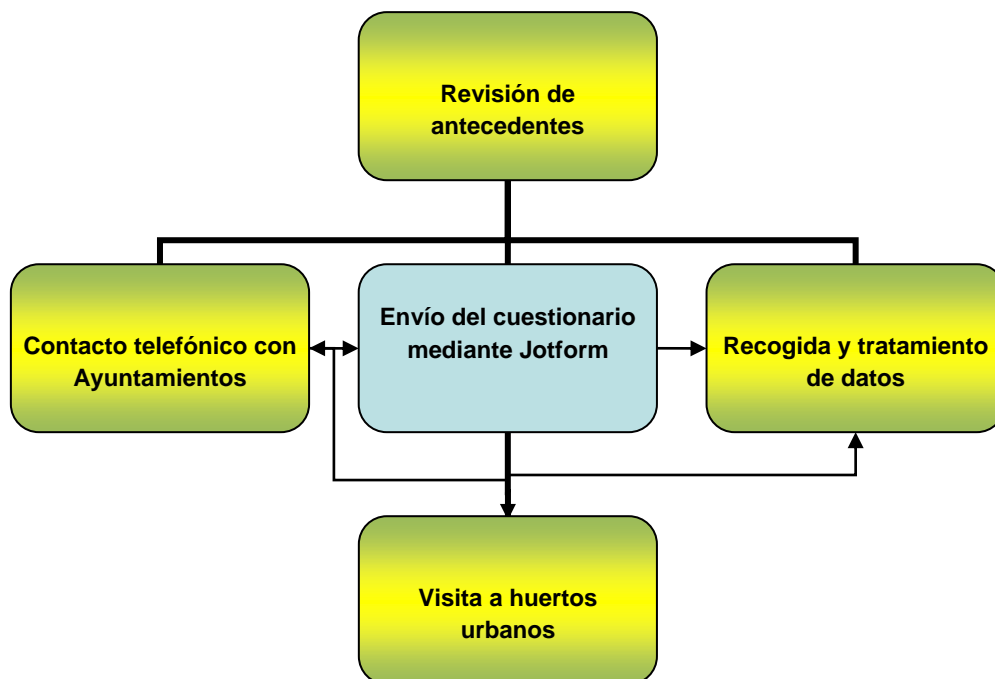 Revisión de
antecedentes
Contacto telefónico con
Ayuntamientos
Envío del cuestionario
mediante Jotform
Recogida y tratamiento
de datos
Visita a huertos
urbanos